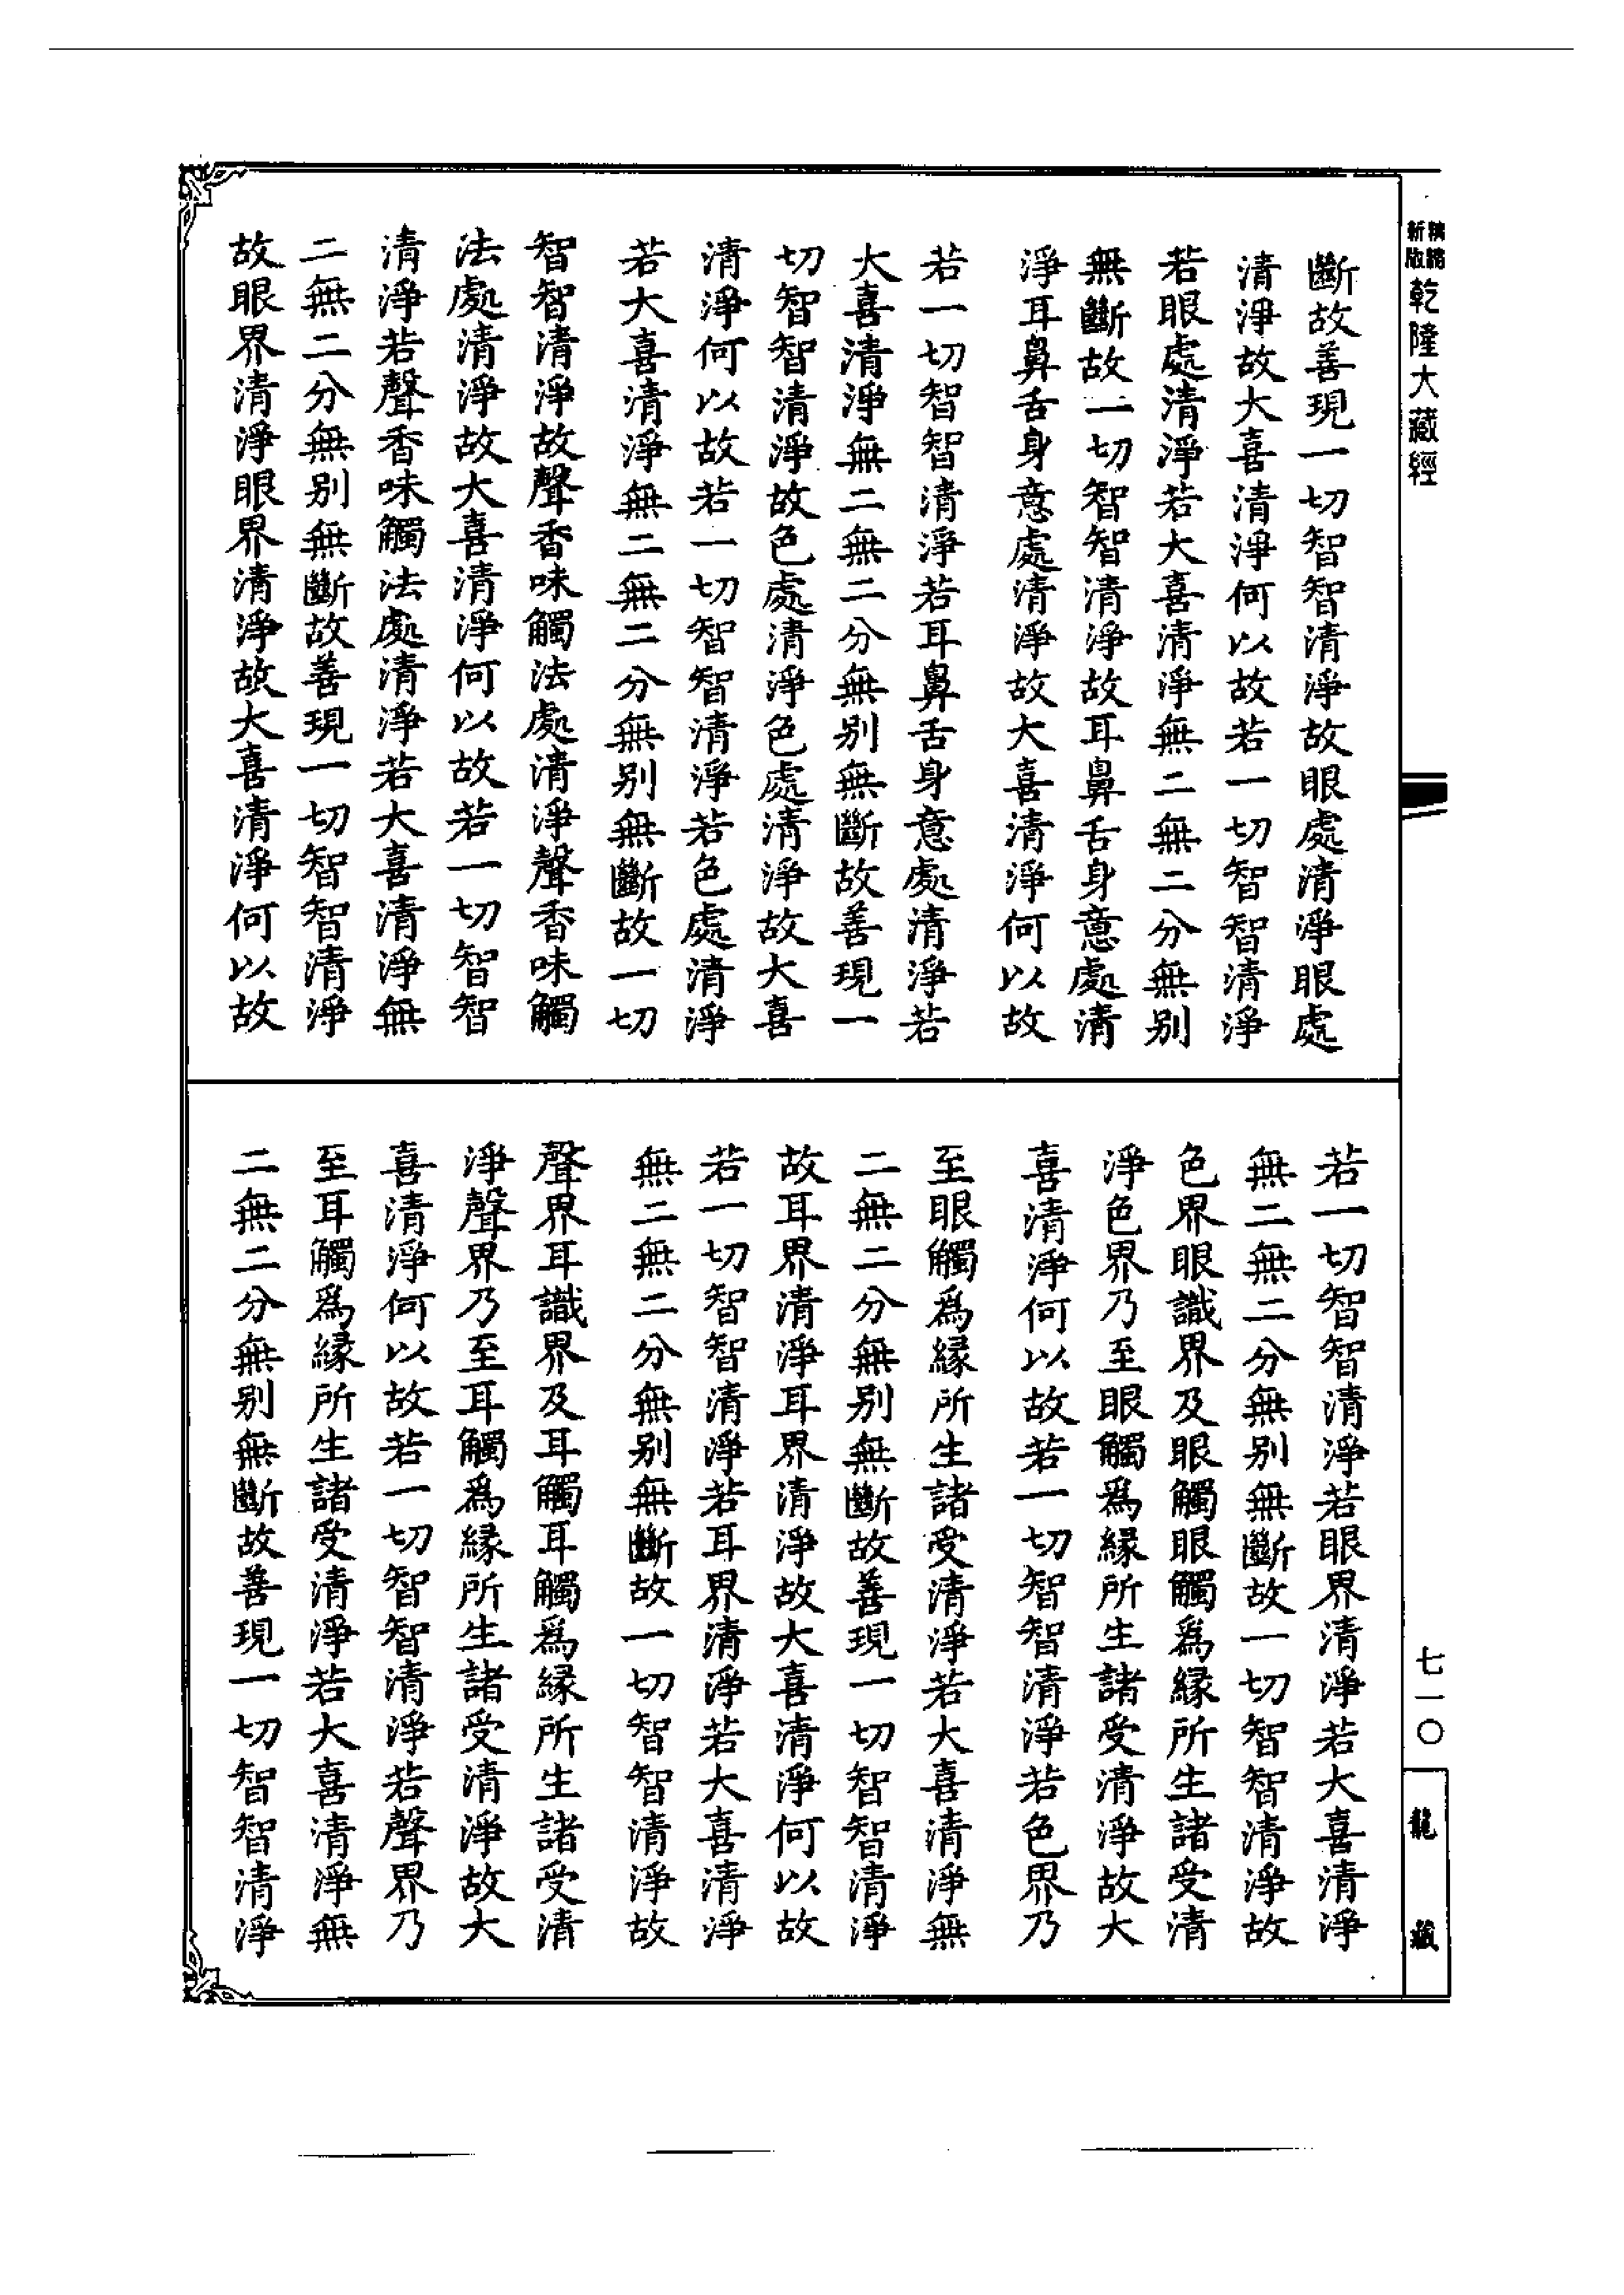 新版
精縮
乾隆大藏經
斷故善現一切智智清淨故眼處清淨眼處
清淨故大喜清淨何以故若一切智智清淨
若眼處清淨若大喜清淨無二無二分無别
無斷故一切智智清淨故耳鼻舌身意處清
淨耳鼻舌身意處清淨故大喜清淨何以故
若一切智智清淨若耳鼻舌身意處清淨若
大喜清淨無二無二分無别無斷故善現一
切智智清淨故色處清淨色處清淨故大喜
清淨何以故若一切智智清淨若色處清淨
若大喜清淨無二無二分無别無斷故一切
智智清淨故聲香味觸法處清淨聲香味觸
法處清淨故大喜清淨何以故若一切智智
清淨若聲香味觸法處清淨若大喜清淨無
二無二分無别無斷故善現一切智智清淨
故眼界清淨眼界清淨故大喜清淨何以故
若一切智智清淨若眼界清淨若大喜清淨
無二無二分無别無斷故一切智智清淨故
色界眼識界及眼觸眼觸爲緣所生諸受清
淨色界乃至眼觸爲緣所生諸受清淨故大
喜清淨何以故若一切智智清淨若色界乃
至眼觸爲緣所生諸受清淨若大喜清淨無
二無二分無别無斷故善現一切智智清淨
故耳界清淨耳界清淨故大喜清淨何以故
若一切智智清淨若耳界清淨若大喜清淨
無二無二分無别無斷故一切智智清淨故
聲界耳識界及耳觸耳觸爲緣所生諸受清
淨聲界乃至耳觸爲緣所生諸受清淨故大
喜清淨何以故若一切智智清淨若聲界乃
至耳觸爲緣所生諸受清淨若大喜清淨無
二無二分無别無斷故善現一切智智清淨
七一〇
龍藏